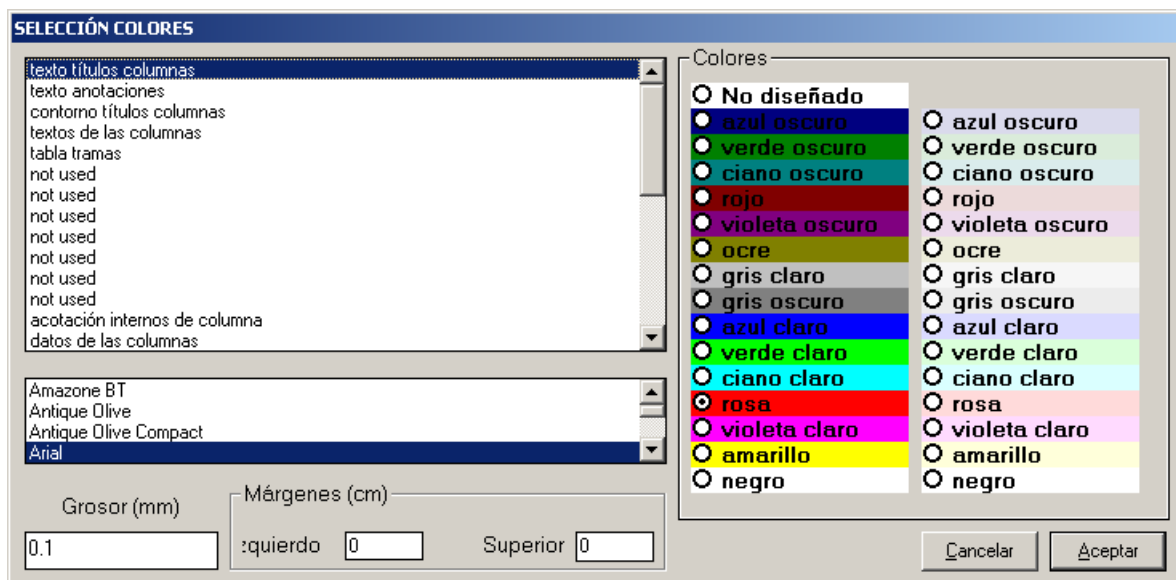 SELECCIÓN COLORES
texto títulos columnas
texto anotaciones
contorno títulos columnas
textos de las columnas
tabla tramas
not used
not used
not used
not used
not used
not used
not used
acotación internos de columna
datos de las columnas
Amazone BT
Antique Olive
Antique Olive Compact
Arial
Grosor (mm)
0.1
Márgenes (cm)
zquierdo 0 Superior 0
Colores
No diseñado
azul oscuro azul oscuro
verde oscuro verde oscuro
ciano oscuro ciano oscuro
rojo rojo
violeta oscuro violeta oscuro
ocre ocre
gris claro gris claro
gris oscuro gris oscuro
azul claro azul claro
verde claro verde claro
ciano claro ciano claro
rosa rosa
violeta claro violeta claro
amarillo amarillo
negro negro
Cancelar Aceptar